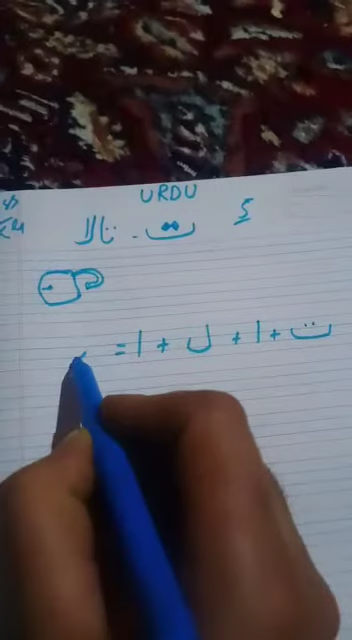 URDU
ت - تالا
ت + ا + ل + ا =